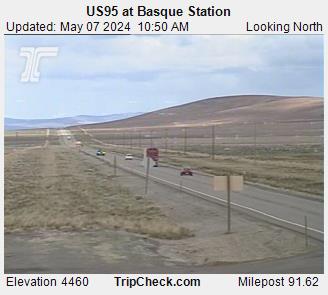 US95 at Basque Station
Updated: May 07 2024 10:50 AM Looking North
Elevation 4460 TripCheck.com Milepost 91.62